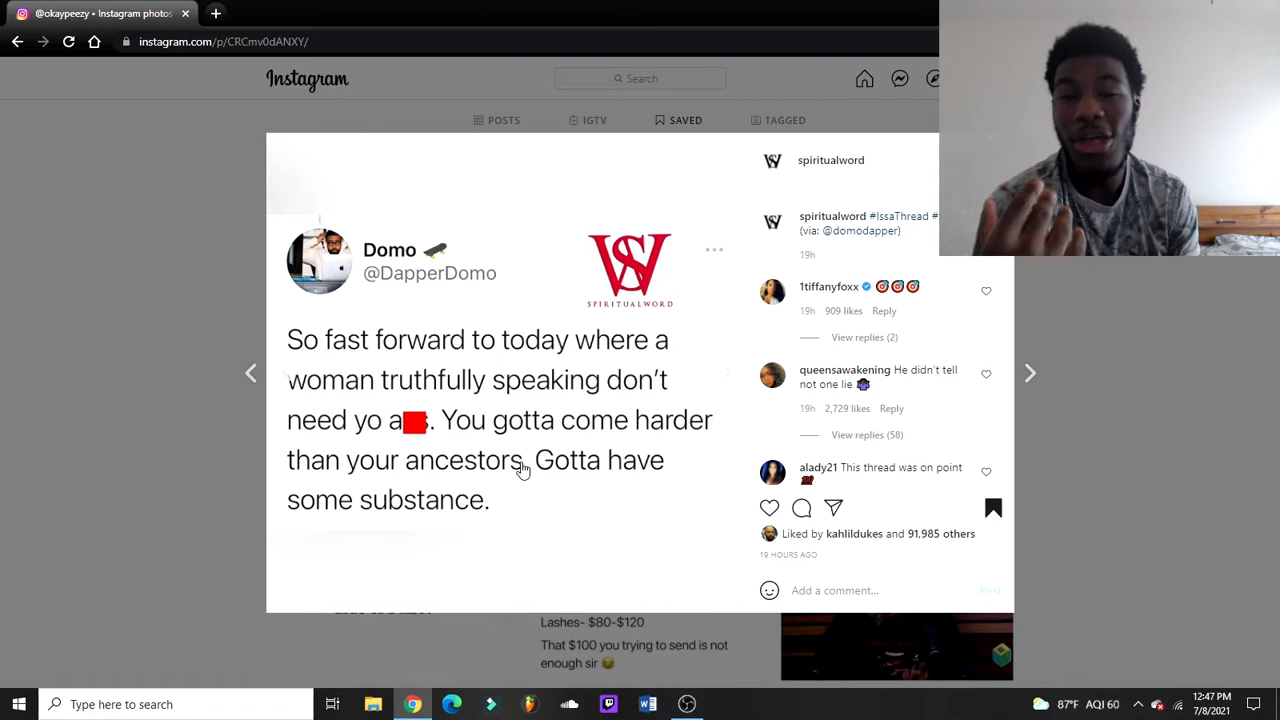 @okaypeezy • Instagram photos
instagram.com/p/CRCmv0dANXY/
Instagram
Search
POSTS
IGTV
SAVED
TAGGED
Domo
@DapperDomo
WS
SPIRITUALWORD
So fast forward to today where a
woman truthfully speaking don't
need yo a s. You gotta come harder
than your ancestors. Gotta have
some substance.
spiritualword
spiritualword #IssaThread #
(via: @domodapper)
19h
1tiffanyfoxx
19h 909 likes Reply
View replies (2)
queensawakening He didn't tell
not one lie
19h 2,729 likes Reply
View replies (58)
alady21 This thread was on point
Liked by kahlildukes and 91,985 others
19 HOURS AGO
Add a comment...
Post
Lashes- $80-$120
That $100 you trying to send is not
enough sir
Type here to search
87°F AQI 60
12:47 PM
7/8/2021